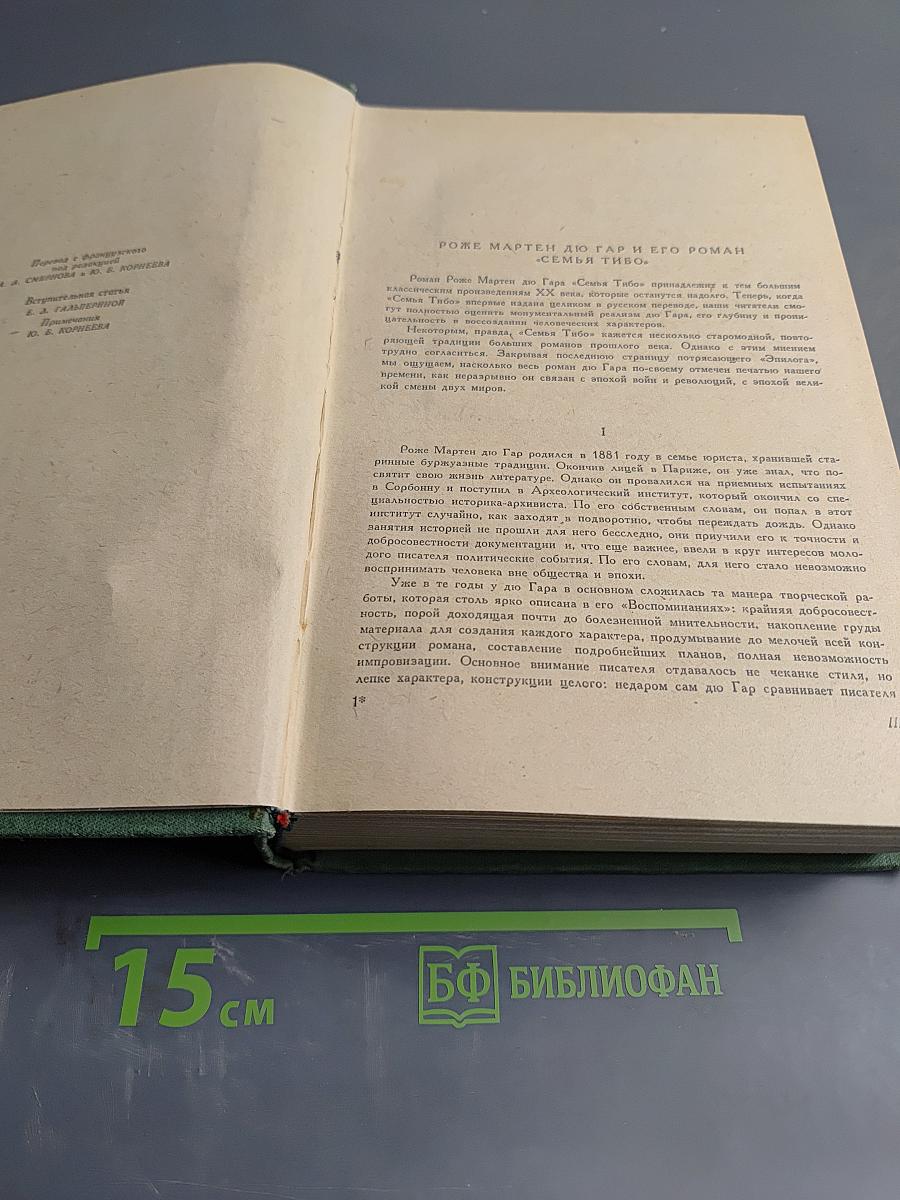 Перевод с французского
под редакцией
А. А. СМИРНОВА и Ю. Б. КОРНЕЕВА
Вступительная статья
Е. Л. ГАЛЬПЕРИНОЙ
Примечания
Ю. Б. КОРНЕЕВА
РОЖЕ МАРТЕН ДЮ ГАР И ЕГО РОМАН
«СЕМЬЯ ТИБО»
Роман Роже Мартен дю Гара «Семья Тибо» принадлежит к тем большим
классическим произведениям XX века, которые останутся надолго. Теперь, когда
«Семья Тибо» впервые издана целиком в русском переводе, наши читатели смо-
гут полностью оценить монументальный реализм дю Гара, его глубину и прони-
цательность в воссоздании человеческих характеров.
Некоторым, правда, «Семья Тибо» кажется несколько старомодной, повто-
ряющей традиции больших романов прошлого века. Однако с этим мнением
трудно согласиться. Закрывая последнюю страницу потрясающего «Эпилога»,
мы ощущаем, насколько весь роман дю Гара по-своему отмечен печатью нашего
времени, как неразрывно он связан с эпохой войн и революций, с эпохой вели-
кой смены двух миров.
I
Роже Мартен дю Гар родился в 1881 году в семье юриста, хранившей ста-
ринные буржуазные традиции. Окончив лицей в Париже, он уже знал, что по-
святит свою жизнь литературе. Однако он провалился на приемных испытаниях
в Сорбонну и поступил в Археологический институт, который окончил со спе-
циальностью историка-архивиста. По его собственным словам, он попал в этот
институт случайно, как заходят в подворотню, чтобы переждать дождь. Однако
занятия историей не прошли для него бесследно, они приучили его к точности и
добросовестности документации и, что еще важнее, ввели в круг интересов моло-
дого писателя политические события. По его словам, для него стало невозможно
воспринимать человека вне общества и эпохи.
Уже в те годы у дю Гара в основном сложилась та манера творческой ра-
боты, которая столь ярко описана в его «Воспоминаниях»: крайняя добросовест-
ность, порой доходящая почти до болезненной мнительности, накопление груды
материала для создания каждого характера, продумывание до мелочей всей кон-
струкции романа, составление подробнейших планов, полная невозможность
импровизации. Основное внимание писателя отдавалось не чеканке стиля, но
лепке характера, конструкции целого: недаром сам дю Гар сравнивает писателя
1*
15 см
БФ БИБЛИОФАН